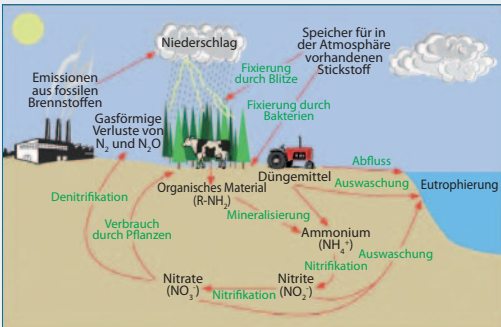 Niederschlag
Speicher für in
der Atmosphäre
vorhandenen
Stickstoff
Emissionen
aus fossilen
Brennstoffen
Fixierung
durch Blitze
Gasförmige
Verluste von
N₂ und N₂O
Fixierung durch
Bakterien
Abfluss
Düngemittel
Auswaschung
Eutrophierung
Denitrifikation
Organisches Material
(R-NH₂)
Mineralisierung
Verbrauch
durch Pflanzen
Ammonium
(NH₄⁺)
Auswaschung
Nitrifikation
Nitrate
(NO₃⁻)
Nitrifikation
Nitrite
(NO₂⁻)